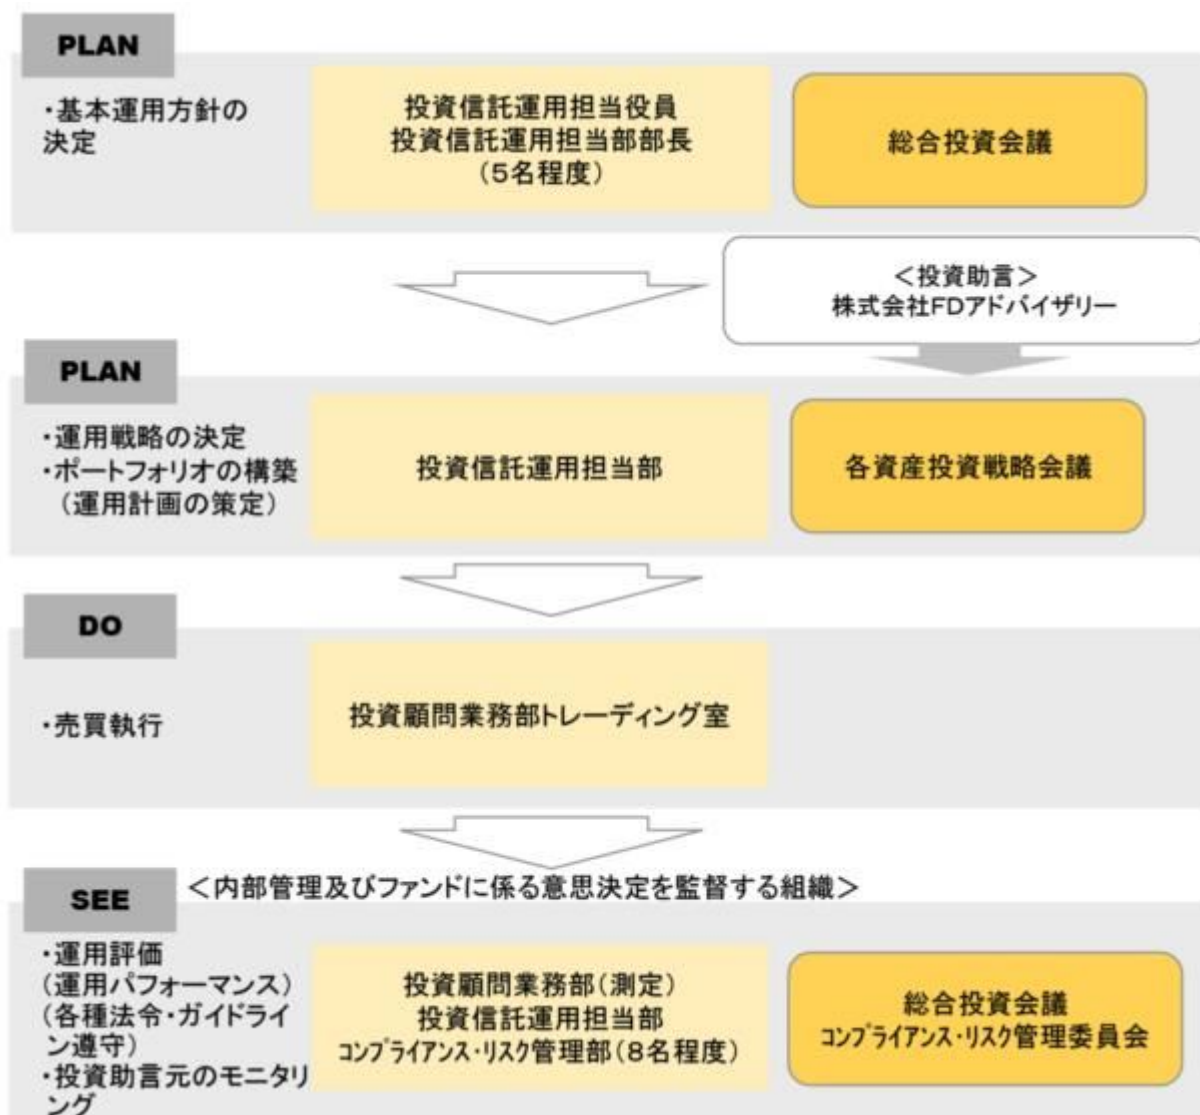 PLAN
・基本運用方針の
決定
投資信託運用担当役員
投資信託運用担当部部長
（５名程度）
総合投資会議
＜投資助言＞
株式会社FDアドバイザリー
PLAN
・運用戦略の決定
・ポートフォリオの構築
（運用計画の策定）
投資信託運用担当部
各資産投資戦略会議
DO
・売買執行
投資顧問業務部トレーディング室
SEE
＜内部管理及びファンドに係る意思決定を監督する組織＞
・運用評価
（運用パフォーマンス）
（各種法令・ガイドライ
ン遵守）
・投資助言元のモニタリ
ング
投資顧問業務部（測定）
投資信託運用担当部
ｺﾝﾌﾟﾗｲｱﾝｽ･ﾘｽｸ管理部（８名程度）
総合投資会議
ｺﾝﾌﾟﾗｲｱﾝｽ･ﾘｽｸ管理委員会